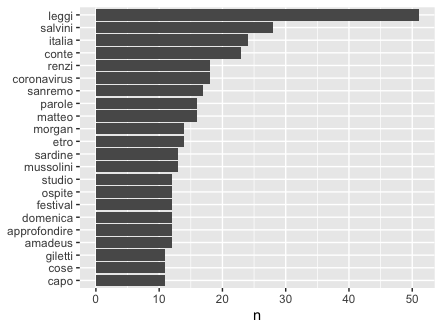 leggi
salvini
italia
conte
renzi
coronavirus
sanremo
parole
matteo
morgan
etro
sardine
mussolini
studio
ospite
festival
domenica
approfondire
amadeus
giletti
cose
capo
0 10 20 30 40 50
n